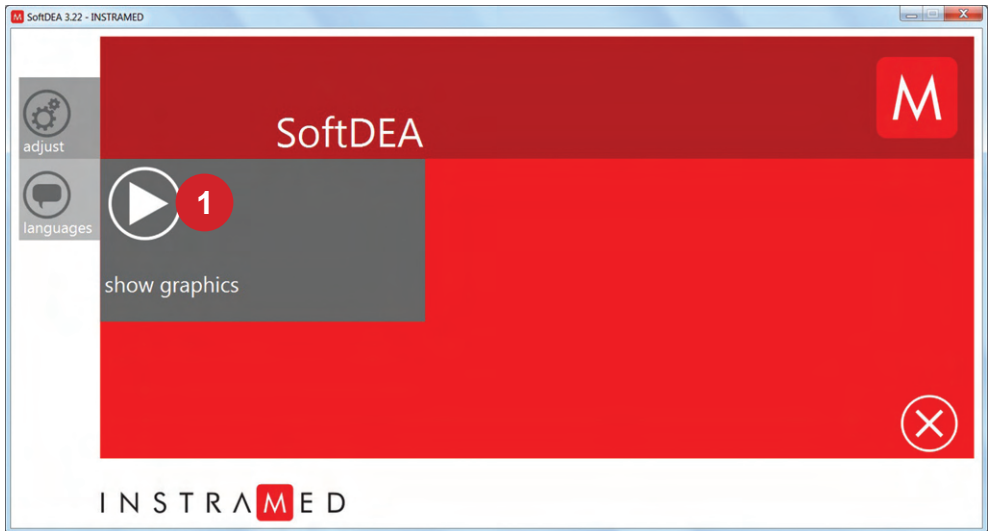 SoftDEA 3.22 - INSTRAMED
M
SoftDEA
adjust
languages
1
show graphics
INSTRAMED